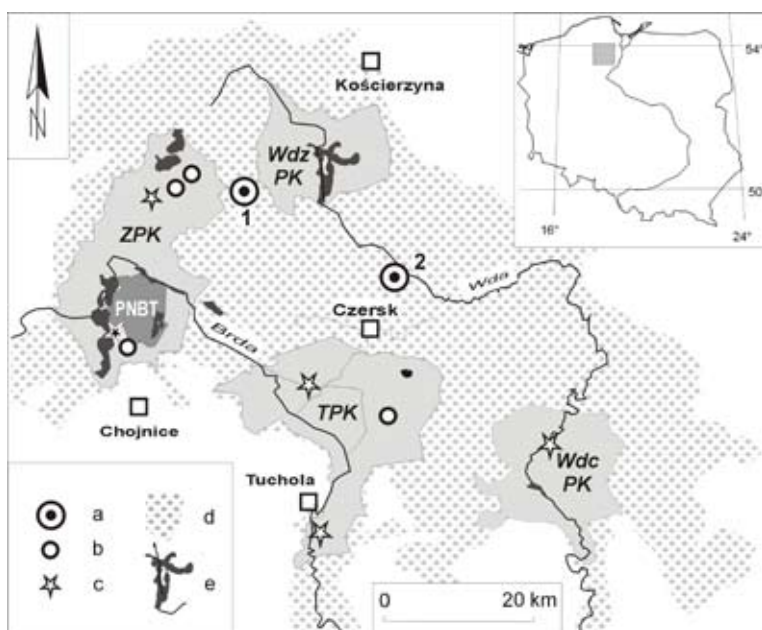 N
Kościerzyna
54°
50°
16°
24°
Wdz
PK
1
ZPK
2
Wda
PNBT
Czersk
Brda
Chojnice
TPK
Wdc
PK
Tuchola
a
d
b
c
e
0
20 km